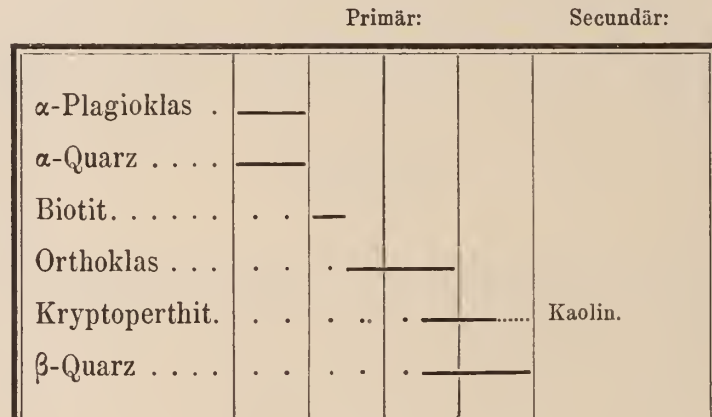 Primär: Secundär:
α-Plagioklas .
α-Quarz . . . .
Biotit. . . . . . . .
Orthoklas . . . . . .
Kryptoperthit. . . . . . . Kaolin.
β-Quarz . . . . . . . . .